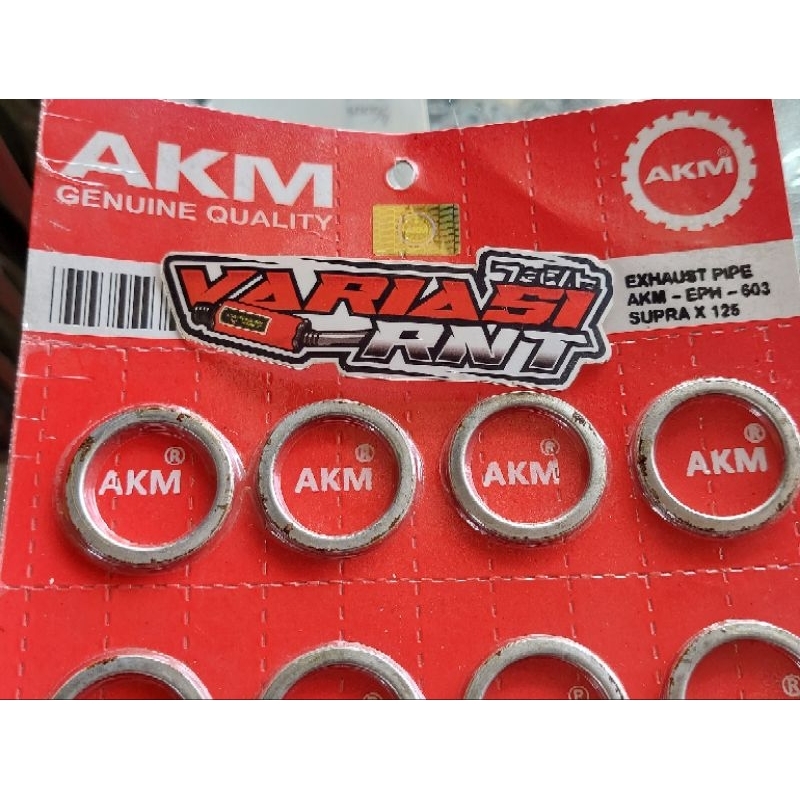 AKM
GENUINE QUALITY
AKM®
EXHAUST PIPE
AKM - EPH - 603
SUPRA X 125
VARIASI
RNT
AKM®
AKM®
AKM®
AKM®